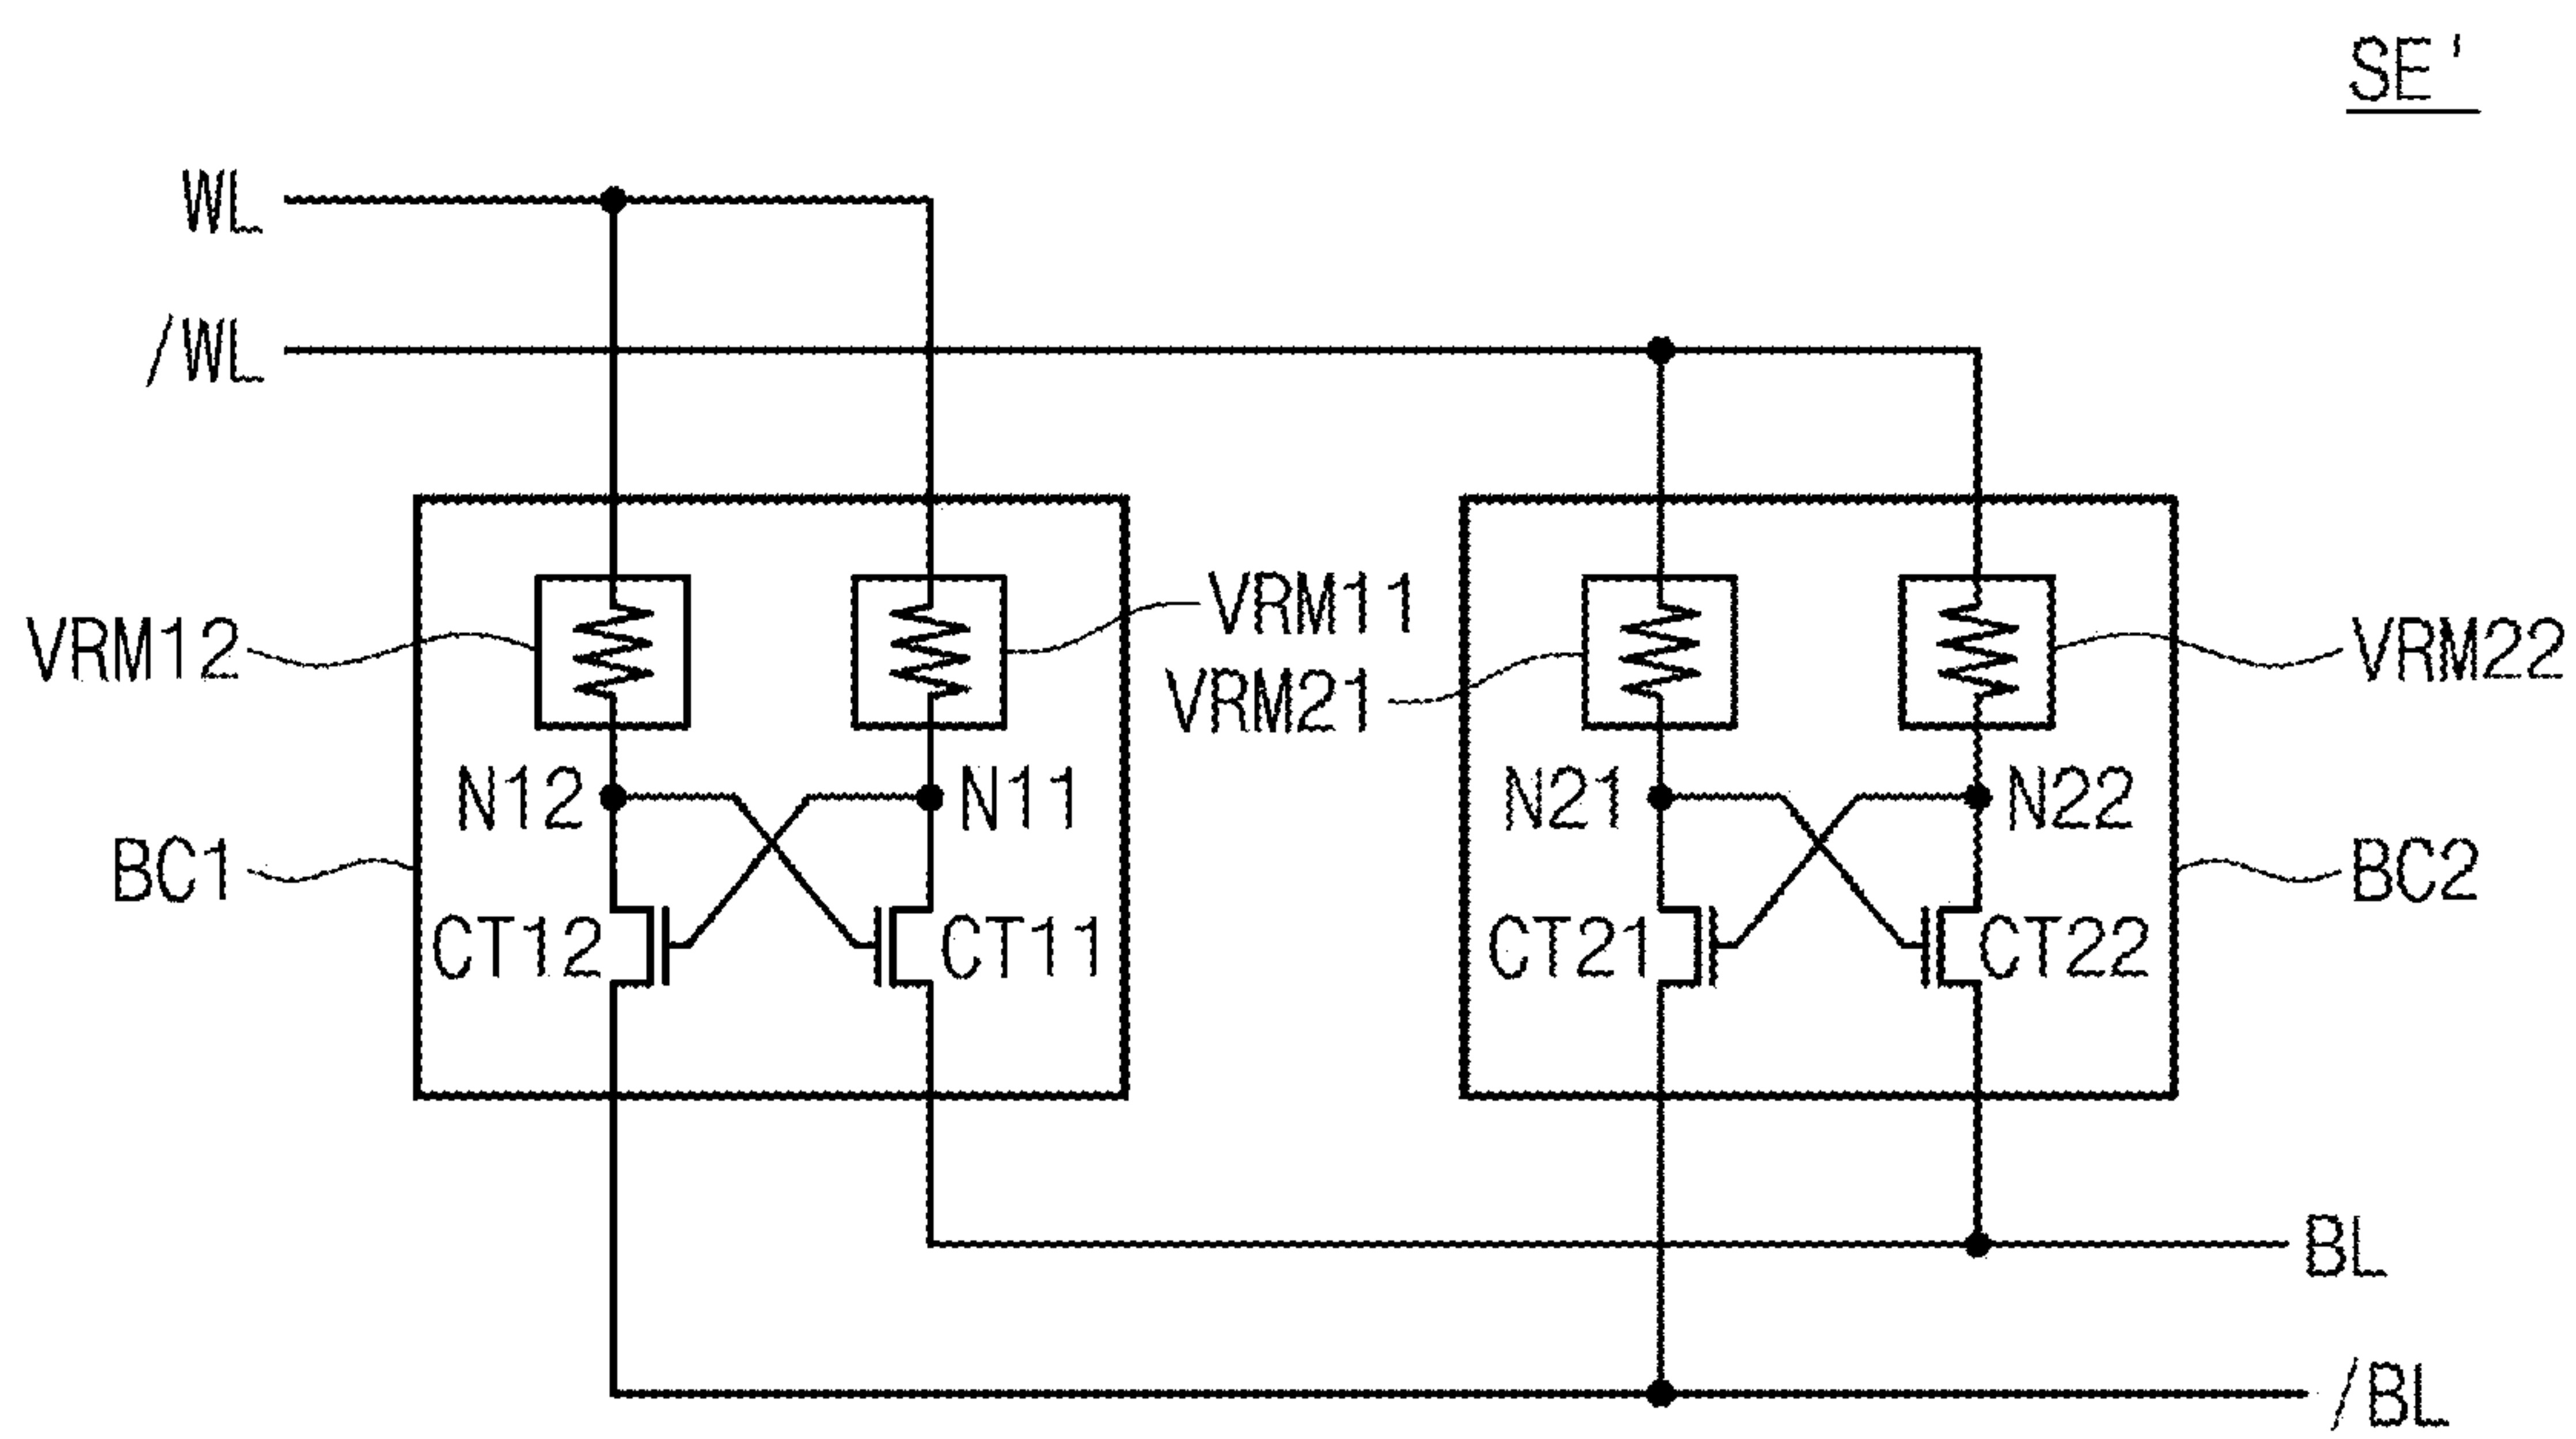 SE'
WL
/WL
VRM12
VRM11
VRM21
VRM22
N12
N11
N21
N22
BC1
BC2
CT12
CT11
CT21
CT22
BL
/BL